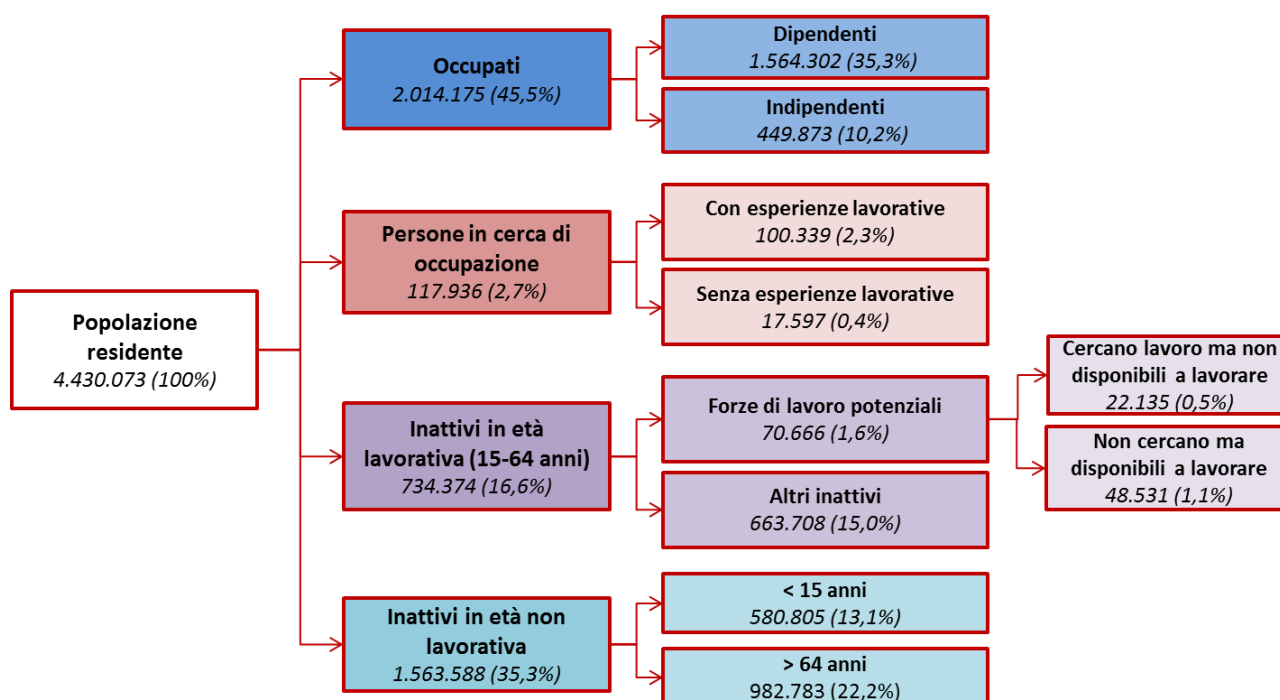 Popolazione
residente
4.430.073 (100%)
Occupati
2.014.175 (45,5%)
Dipendenti
1.564.302 (35,3%)
Indipendenti
449.873 (10,2%)
Persone in cerca di
occupazione
117.936 (2,7%)
Con esperienze lavorative
100.339 (2,3%)
Senza esperienze lavorative
17.597 (0,4%)
Inattivi in età
lavorativa (15-64 anni)
734.374 (16,6%)
Forze di lavoro potenziali
70.666 (1,6%)
Cercano lavoro ma non
disponibili a lavorare
22.135 (0,5%)
Non cercano ma
disponibili a lavorare
48.531 (1,1%)
Altri inattivi
663.708 (15,0%)
Inattivi in età non
lavorativa
1.563.588 (35,3%)
< 15 anni
580.805 (13,1%)
> 64 anni
982.783 (22,2%)